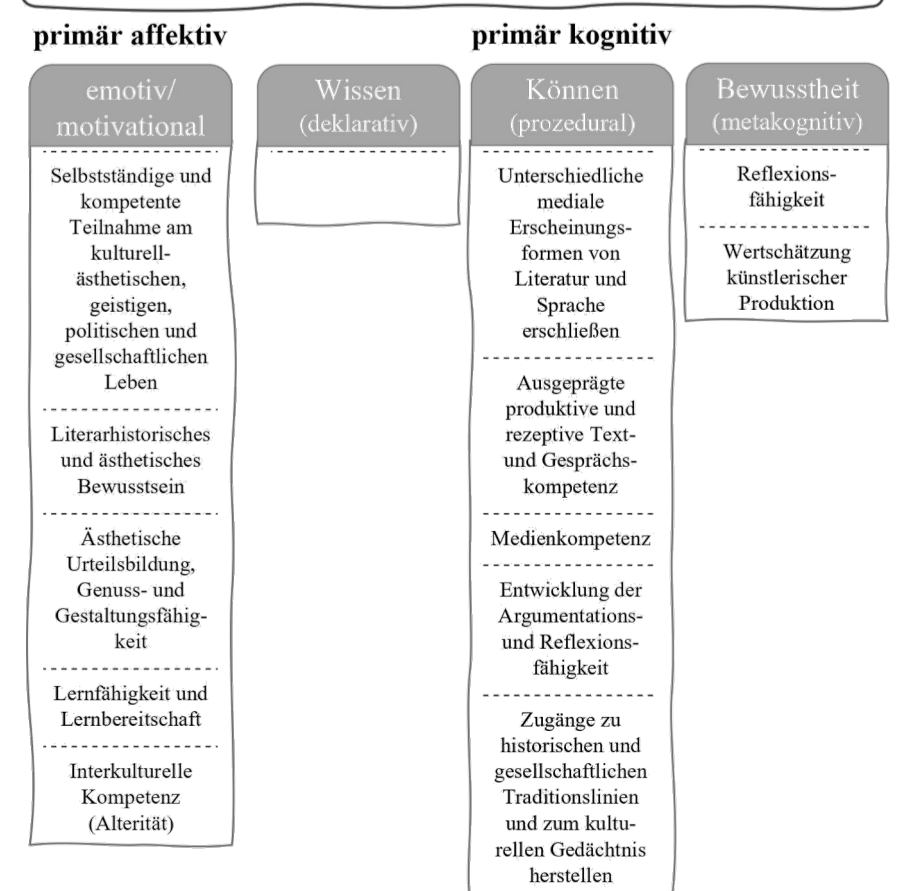 primär affektiv
primär kognitiv
emotiv/
motivational
Selbstständige und
kompetente
Teilnahme am
kulturell-
ästhetischen,
geistigen,
politischen und
gesellschaftlichen
Leben
Literarhistorisches
und ästhetisches
Bewusstsein
Ästhetische
Urteilsbildung,
Genuss- und
Gestaltungsfähig-
keit
Lernfähigkeit und
Lernbereitschaft
Interkulturelle
Kompetenz
(Alterität)
Wissen
(deklarativ)
Können
(prozedural)
Unterschiedliche
mediale
Erscheinungs-
formen von
Literatur und
Sprache
erschließen
Ausgeprägte
produktive und
rezeptive Text-
und Gesprächs-
kompetenz
Medienkompetenz
Entwicklung der
Argumentations-
und Reflexions-
fähigkeit
Zugänge zu
historischen und
gesellschaftlichen
Traditionslinien
und zum kultu-
rellen Gedächtnis
herstellen
Bewusstheit
(metakognitiv)
Reflexions-
fähigkeit
Wertschätzung
künstlerischer
Produktion